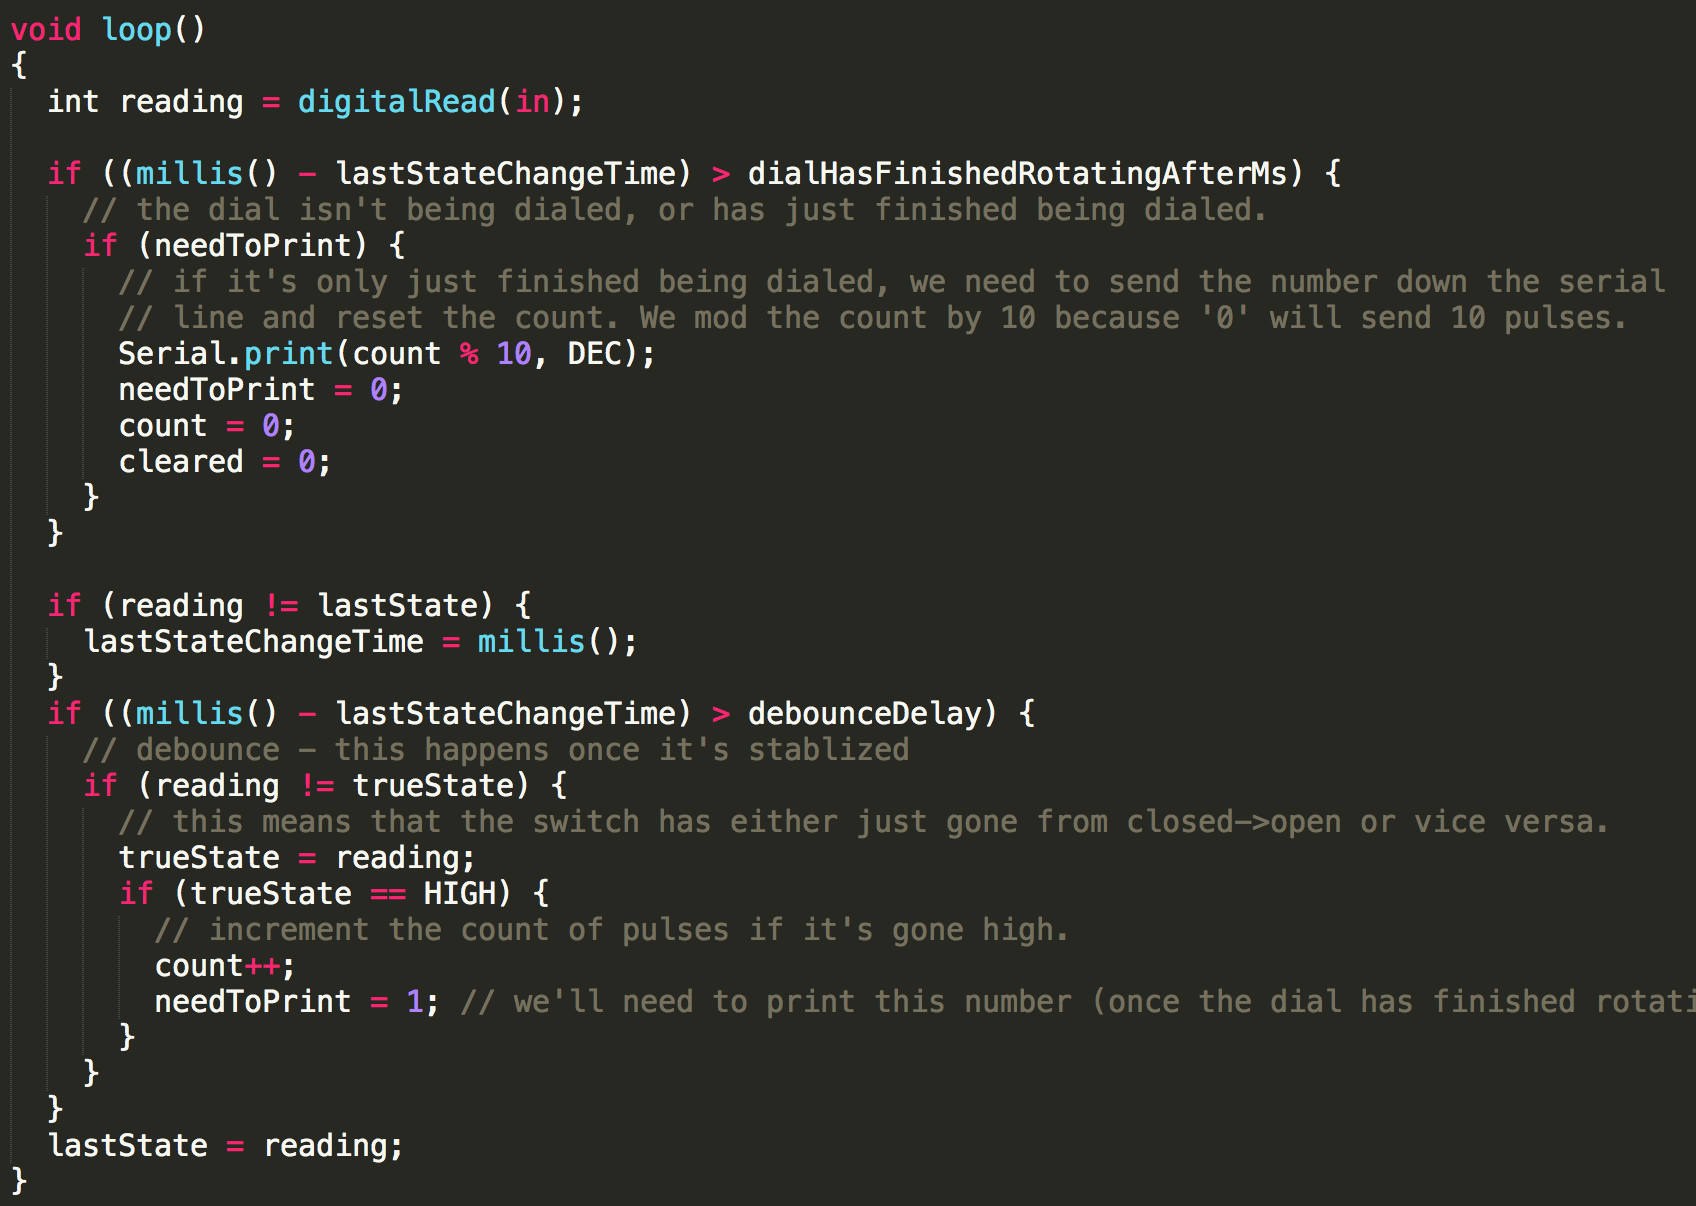 void loop()
{
  int reading = digitalRead(in);

  if ((millis() - lastStateChangeTime) > dialHasFinishedRotatingAfterMs) {
    // the dial isn't being dialed, or has just finished being dialed.
    if (needToPrint) {
      // if it's only just finished being dialed, we need to send the number down the serial
      // line and reset the count. We mod the count by 10 because '0' will send 10 pulses.
      Serial.print(count % 10, DEC);
      needToPrint = 0;
      count = 0;
      cleared = 0;
    }
  }

  if (reading != lastState) {
    lastStateChangeTime = millis();
  }
  if ((millis() - lastStateChangeTime) > debounceDelay) {
    // debounce - this happens once it's stablized
    if (reading != trueState) {
      // this means that the switch has either just gone from closed->open or vice versa.
      trueState = reading;
      if (trueState == HIGH) {
        // increment the count of pulses if it's gone high.
        count++;
        needToPrint = 1; // we'll need to print this number (once the dial has finished rotati
      }
    }
  }
  lastState = reading;
}